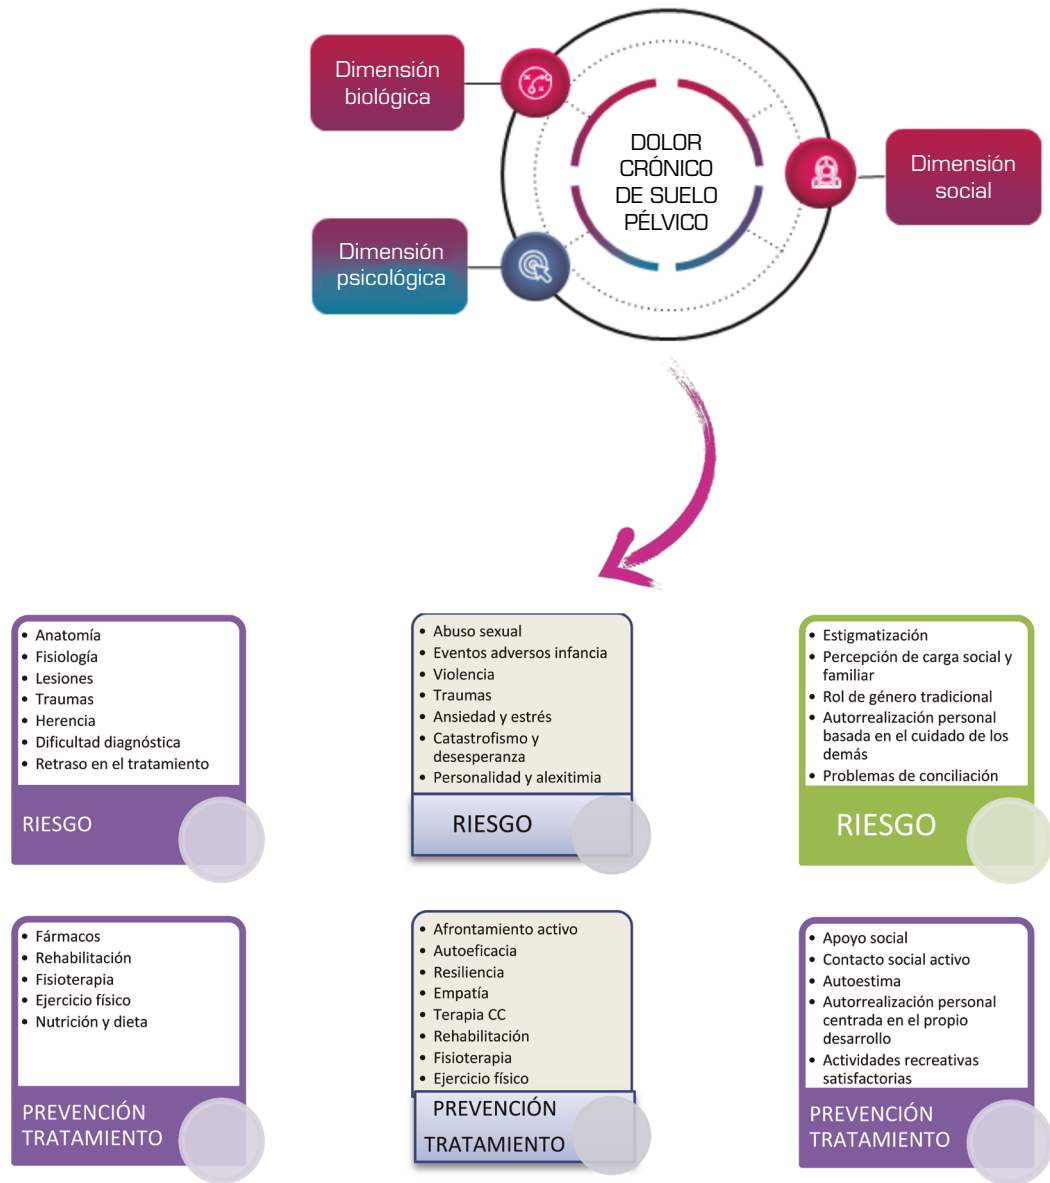 Dimensión
biológica
DOLOR
CRÓNICO
DE SUELO
PÉLVICO
Dimensión
social
Dimensión
psicológica
• Anatomía
• Fisiología
• Lesiones
• Traumas
• Herencia
• Dificultad diagnóstica
• Retraso en el tratamiento
RIESGO
• Abuso sexual
• Eventos adversos infancia
• Violencia
• Traumas
• Ansiedad y estrés
• Catastrofismo y
desesperanza
• Personalidad y alexitimia
RIESGO
• Estigmatización
• Percepción de carga social y
familiar
• Rol de género tradicional
• Autorrealización personal
basada en el cuidado de los
demás
• Problemas de conciliación
RIESGO
• Fármacos
• Rehabilitación
• Fisioterapia
• Ejercicio físico
• Nutrición y dieta
PREVENCIÓN
TRATAMIENTO
• Afrontamiento activo
• Autoeficacia
• Resiliencia
• Empatía
• Terapia CC
• Rehabilitación
• Fisioterapia
• Ejercicio físico
PREVENCIÓN
TRATAMIENTO
• Apoyo social
• Contacto social activo
• Autoestima
• Autorrealización personal
centrada en el propio
desarrollo
• Actividades recreativas
satisfactorias
PREVENCIÓN
TRATAMIENTO